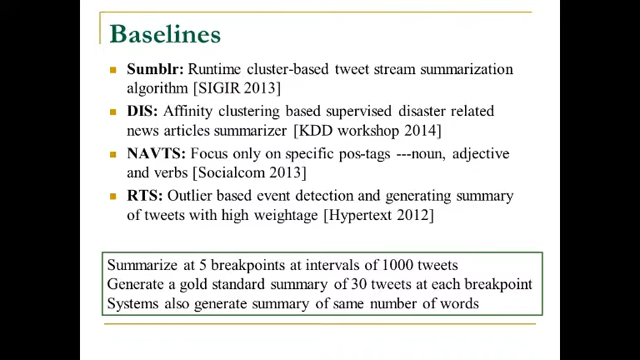 Baselines
Sumblr: Runtime cluster-based tweet stream summarization
algorithm [SIGIR 2013]
DIS: Affinity clustering based supervised disaster related
news articles summarizer [KDD workshop 2014]
NAVTS: Focus only on specific pos-tags ---noun, adjective
and verbs [Socialcom 2013]
RTS: Outlier based event detection and generating summary
of tweets with high weightage [Hypertext 2012]
Summarize at 5 breakpoints at intervals of 1000 tweets
Generate a gold standard summary of 30 tweets at each breakpoint
Systems also generate summary of same number of words